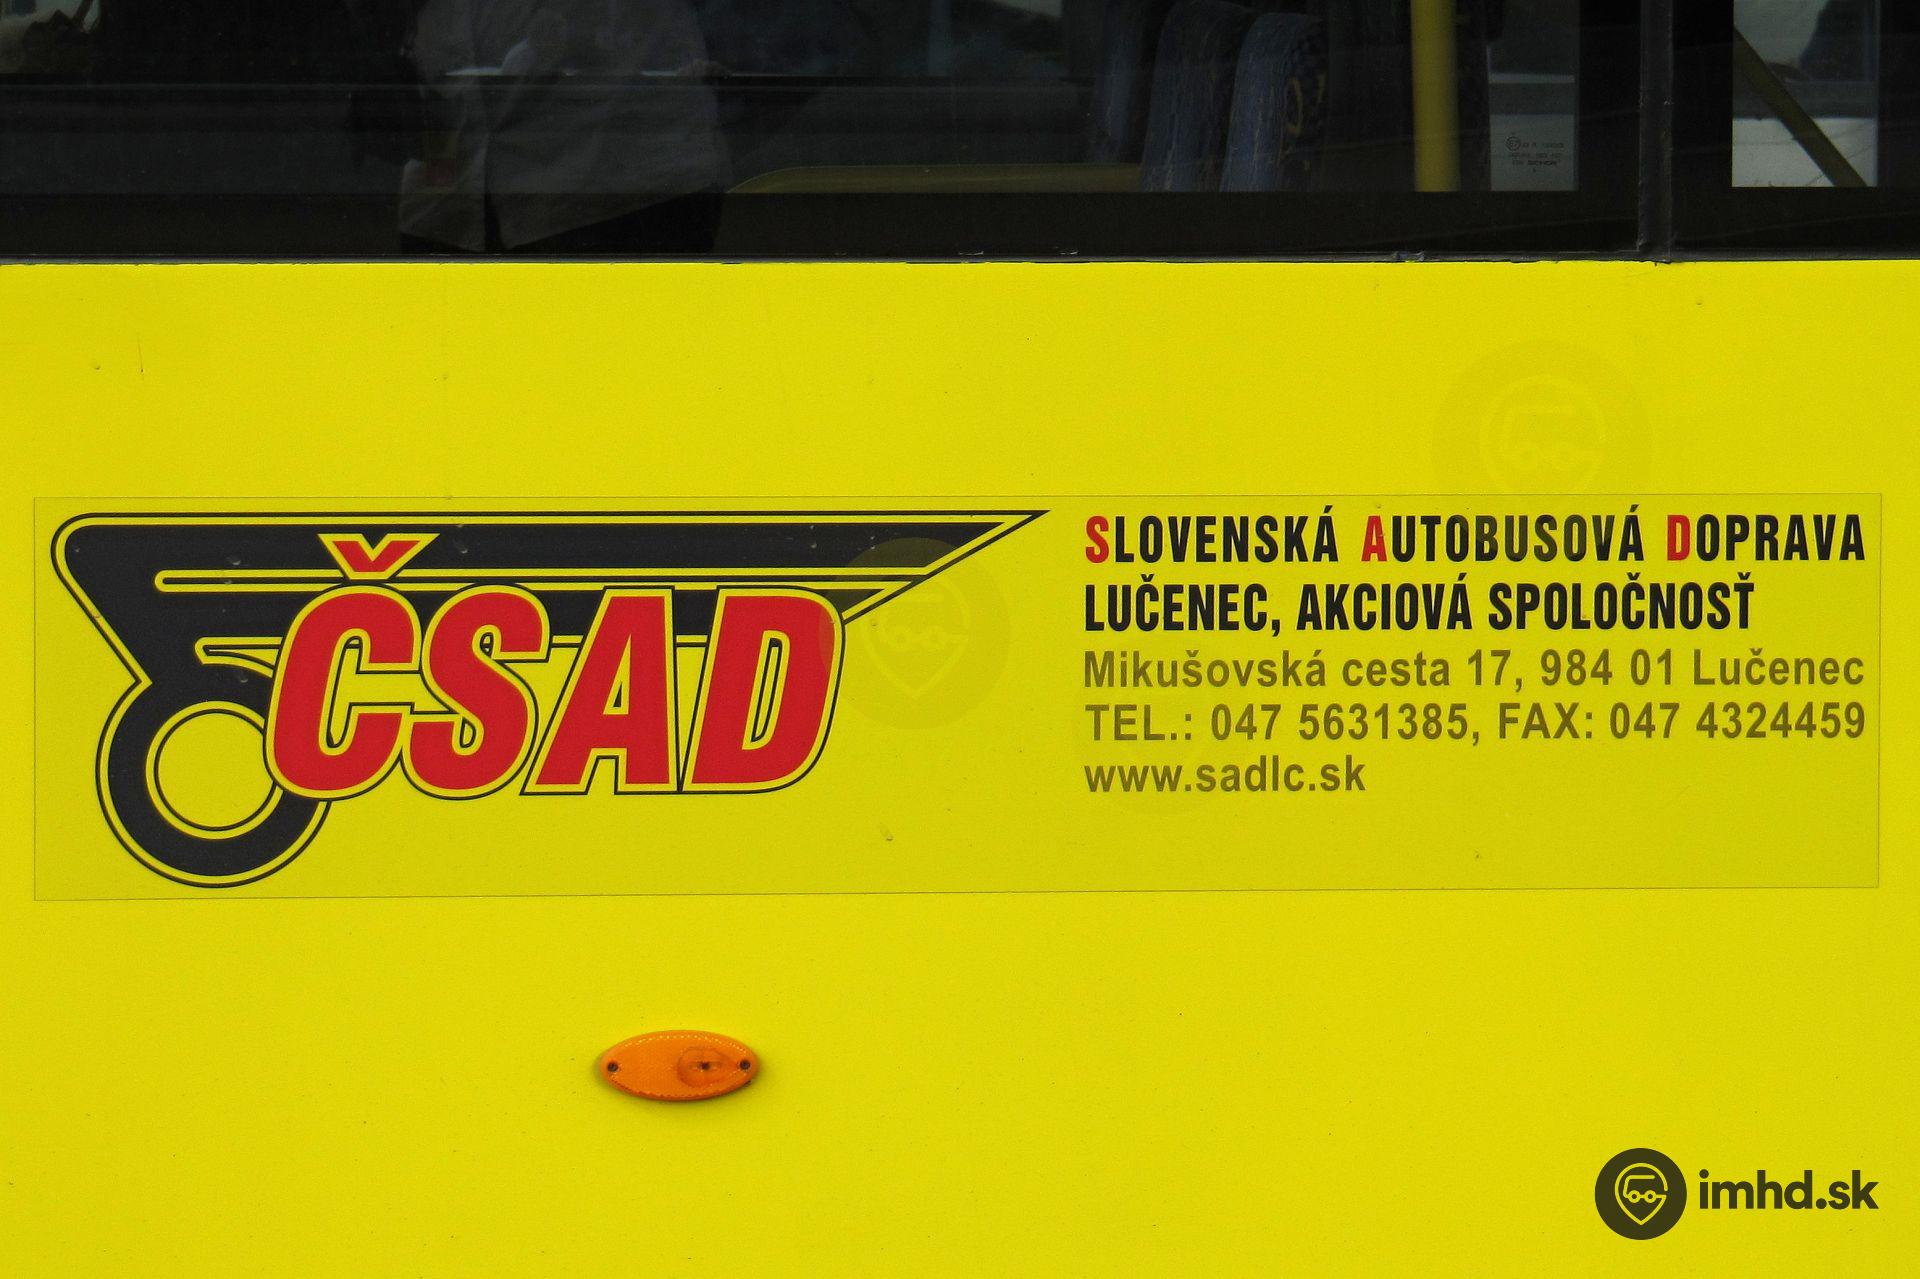 ČSAD
SLOVENSKÁ AUTOBUSOVÁ DOPRAVA
LUČENEC, AKCIOVÁ SPOLOČNOSŤ
Mikušovská cesta 17, 984 01 Lučenec
TEL.: 047 5631385, FAX: 047 4324459
www.sadlc.sk
imhd.sk